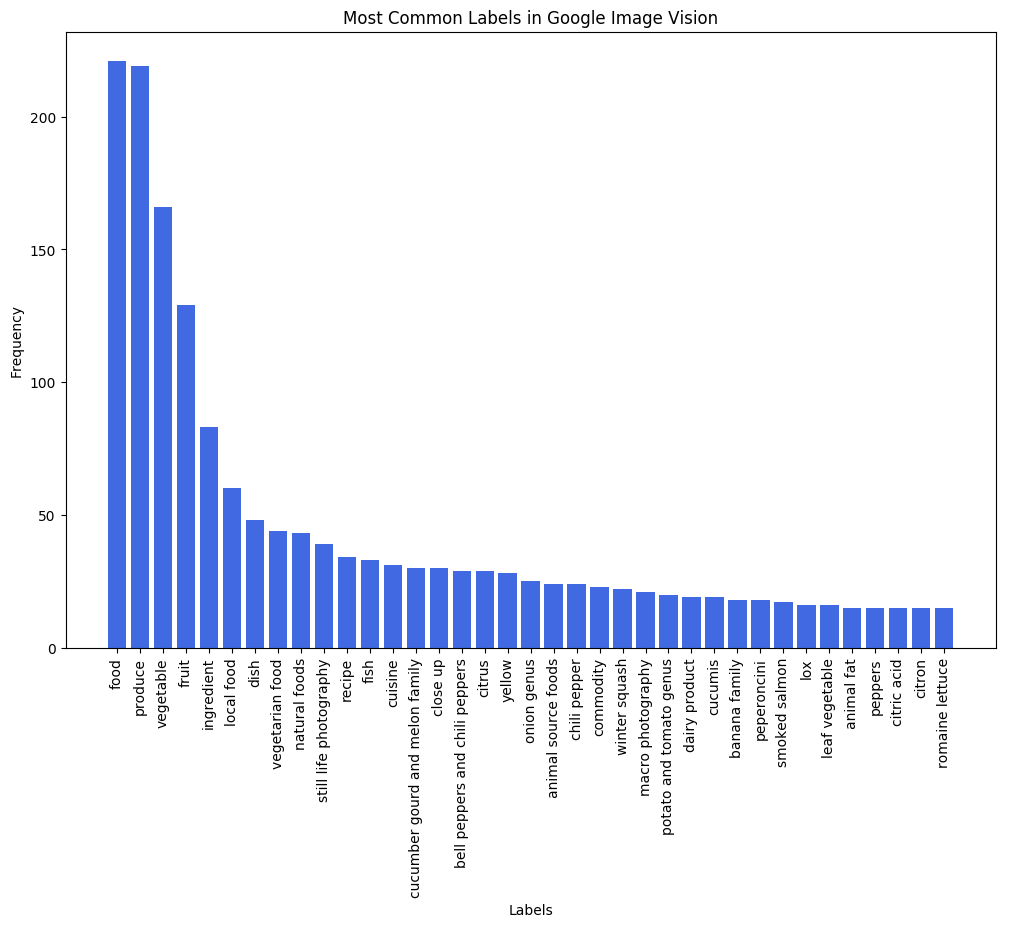 Most Common Labels in Google Image Vision
Frequency
200
150
100
50
0
food
produce
vegetable
fruit
ingredient
local food
dish
vegetarian food
natural foods
still life photography
recipe
fish
cuisine
cucumber gourd and melon family
close up
bell peppers and chili peppers
citrus
yellow
onion genus
animal source foods
chili pepper
commodity
winter squash
macro photography
potato and tomato genus
dairy product
cucumis
banana family
peperoncini
smoked salmon
lox
leaf vegetable
animal fat
peppers
citric acid
citron
romaine lettuce
Labels